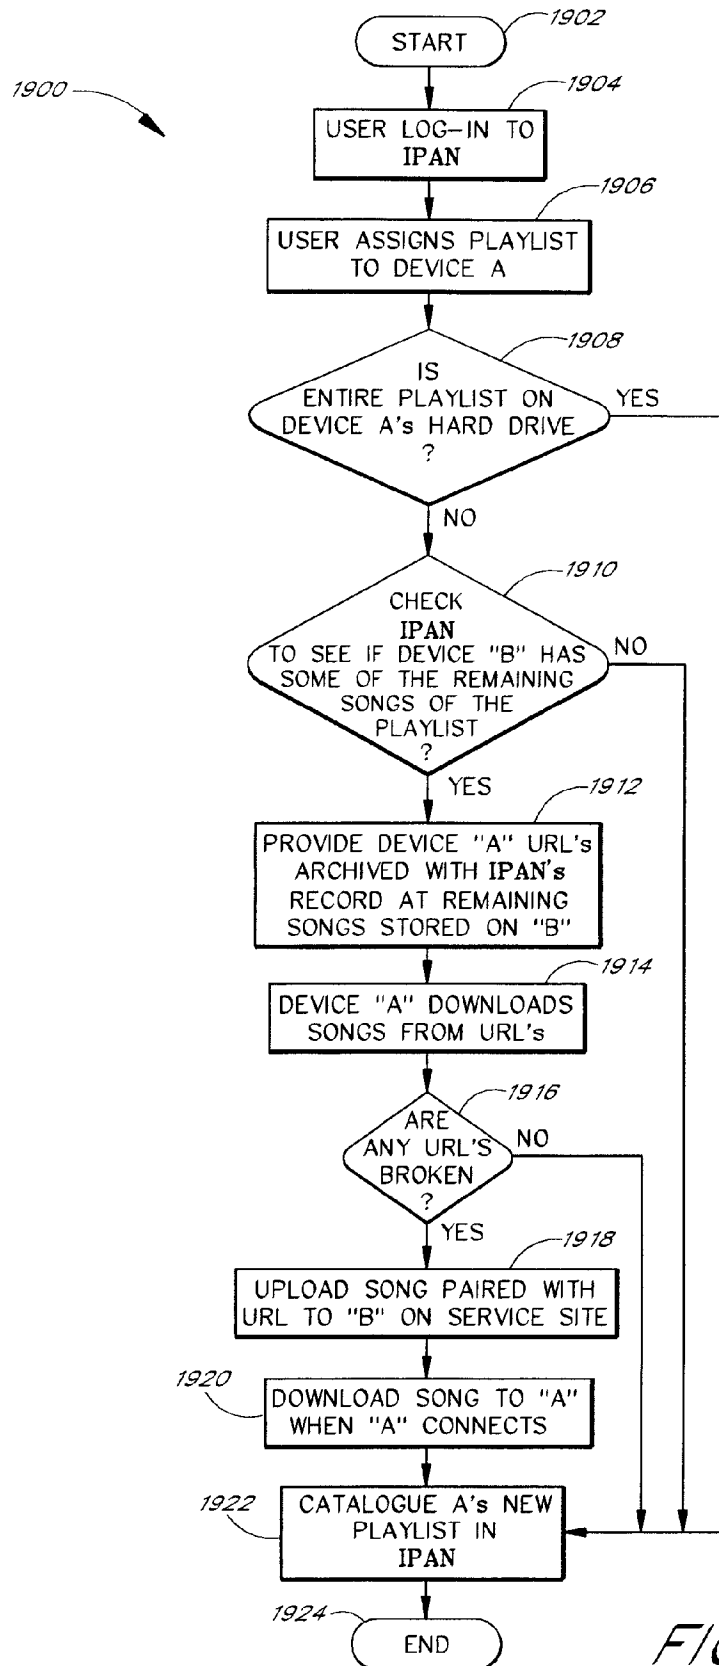 1900
START
1902
USER LOG-IN TO
IPAN
1904
USER ASSIGNS PLAYLIST
TO DEVICE A
1906
IS
ENTIRE PLAYLIST ON
DEVICE A's HARD DRIVE
?
1908
YES
NO
CHECK
IPAN
TO SEE IF DEVICE "B" HAS
SOME OF THE REMAINING
SONGS OF THE
PLAYLIST
?
1910
NO
YES
PROVIDE DEVICE "A" URL's
ARCHIVED WITH IPAN's
RECORD AT REMAINING
SONGS STORED ON "B"
1912
DEVICE "A" DOWNLOADS
SONGS FROM URL's
1914
ARE
ANY URL'S
BROKEN
?
1916
NO
YES
UPLOAD SONG PAIRED WITH
URL TO "B" ON SERVICE SITE
1918
1920
DOWNLOAD SONG TO "A"
WHEN "A" CONNECTS
1922
CATALOGUE A's NEW
PLAYLIST IN
IPAN
1924
END